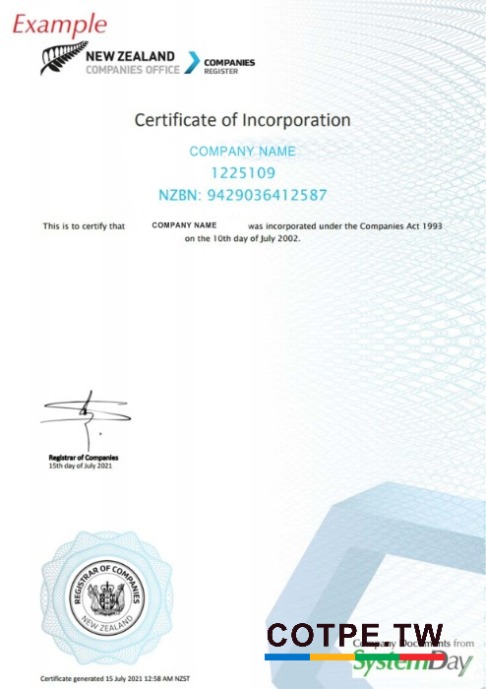 Example
NEW ZEALAND
COMPANIES OFFICE
COMPANIES
REGISTER
Certificate of Incorporation
COMPANY NAME
1225109
NZBN: 9429036412587
This is to certify that COMPANY NAME was incorporated under the Companies Act 1993
on the 10th day of July 2002.
Registrar of Companies
15th day of July 2021
REGISTRAR OF COMPANIES
NEW ZEALAND
COTPE.TW
Company Documents from
SystemDay
Certificate generated 15 July 2021 12:58 AM NZST